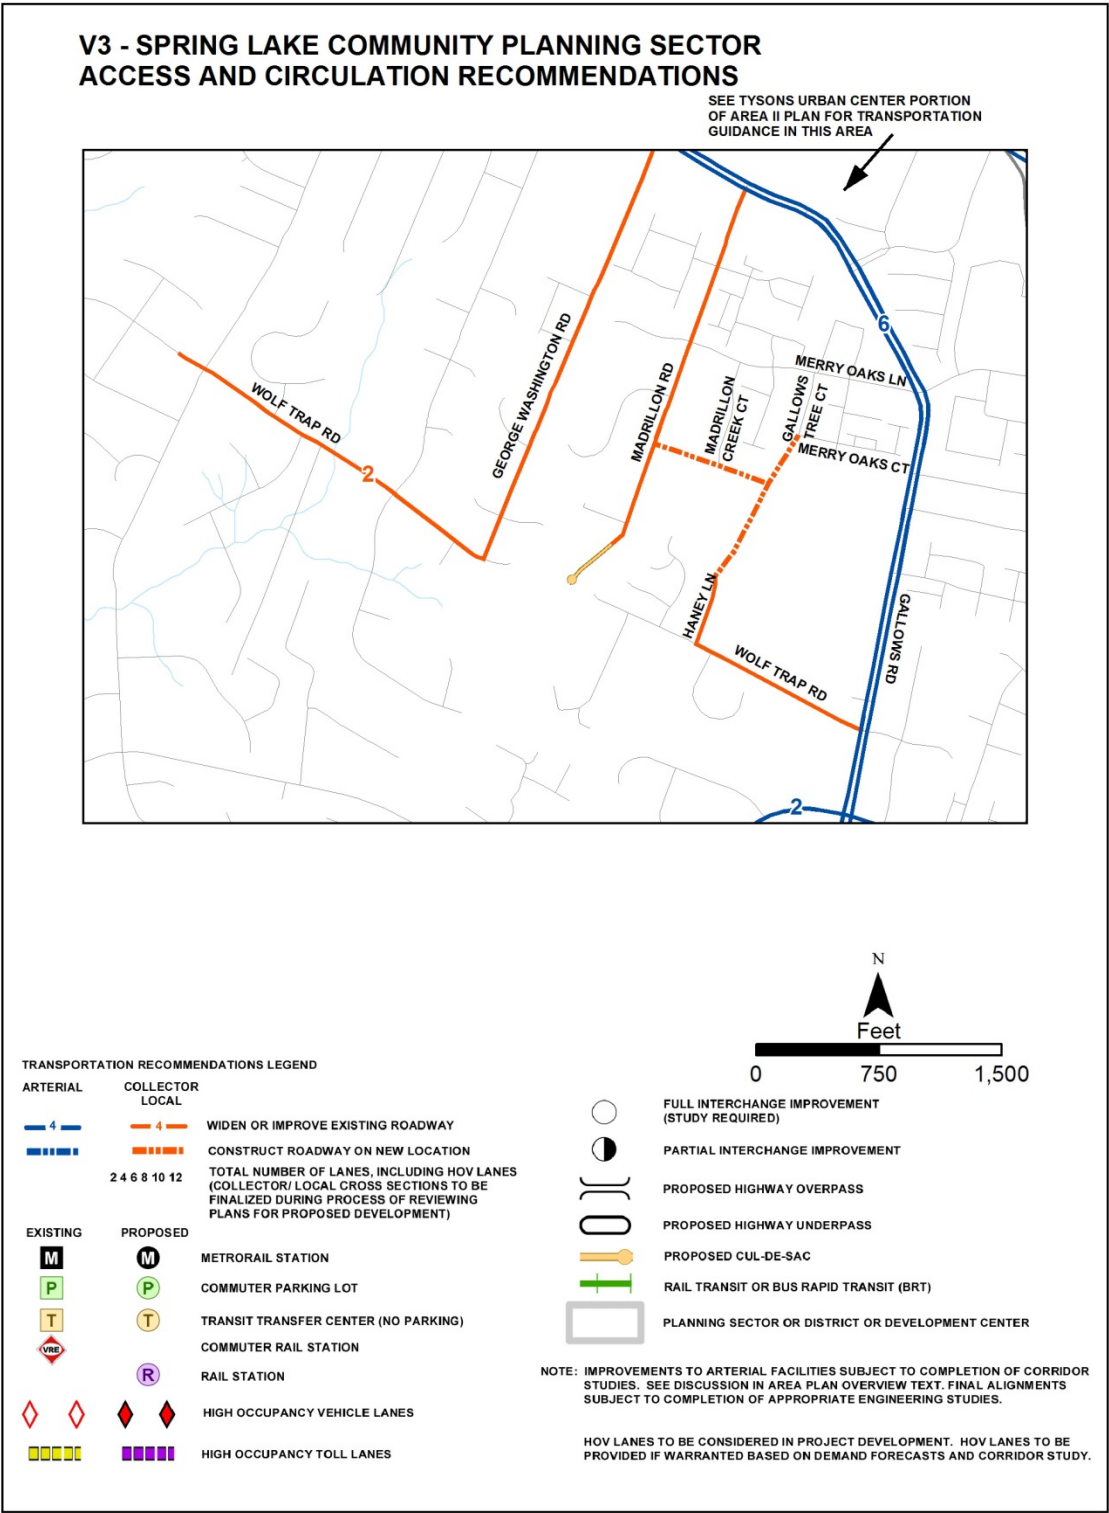 V3 - SPRING LAKE COMMUNITY PLANNING SECTOR
ACCESS AND CIRCULATION RECOMMENDATIONS
SEE TYSONS URBAN CENTER PORTION
OF AREA II PLAN FOR TRANSPORTATION
GUIDANCE IN THIS AREA
6
GEORGE WASHINGTON RD
MADRILLON RD
MADRILLON
CREEK CT
GALLOWS
TREE CT
MERRY OAKS LN
MERRY OAKS CT
WOLF TRAP RD
2
HANEY LN
WOLF TRAP RD
GALLOWS RD
2
N
Feet
0 750 1,500
TRANSPORTATION RECOMMENDATIONS LEGEND
ARTERIAL COLLECTOR
LOCAL
4 4 WIDEN OR IMPROVE EXISTING ROADWAY
CONSTRUCT ROADWAY ON NEW LOCATION
2 4 6 8 10 12 TOTAL NUMBER OF LANES, INCLUDING HOV LANES
(COLLECTOR/ LOCAL CROSS SECTIONS TO BE
FINALIZED DURING PROCESS OF REVIEWING
PLANS FOR PROPOSED DEVELOPMENT)
EXISTING PROPOSED
M M METRORAIL STATION
P P COMMUTER PARKING LOT
T T TRANSIT TRANSFER CENTER (NO PARKING)
VRE COMMUTER RAIL STATION
R RAIL STATION
HIGH OCCUPANCY VEHICLE LANES
HIGH OCCUPANCY TOLL LANES
FULL INTERCHANGE IMPROVEMENT
(STUDY REQUIRED)
PARTIAL INTERCHANGE IMPROVEMENT
PROPOSED HIGHWAY OVERPASS
PROPOSED HIGHWAY UNDERPASS
PROPOSED CUL-DE-SAC
RAIL TRANSIT OR BUS RAPID TRANSIT (BRT)
PLANNING SECTOR OR DISTRICT OR DEVELOPMENT CENTER
NOTE: IMPROVEMENTS TO ARTERIAL FACILITIES SUBJECT TO COMPLETION OF CORRIDOR
STUDIES. SEE DISCUSSION IN AREA PLAN OVERVIEW TEXT. FINAL ALIGNMENTS
SUBJECT TO COMPLETION OF APPROPRIATE ENGINEERING STUDIES.
HOV LANES TO BE CONSIDERED IN PROJECT DEVELOPMENT. HOV LANES TO BE
PROVIDED IF WARRANTED BASED ON DEMAND FORECASTS AND CORRIDOR STUDY.